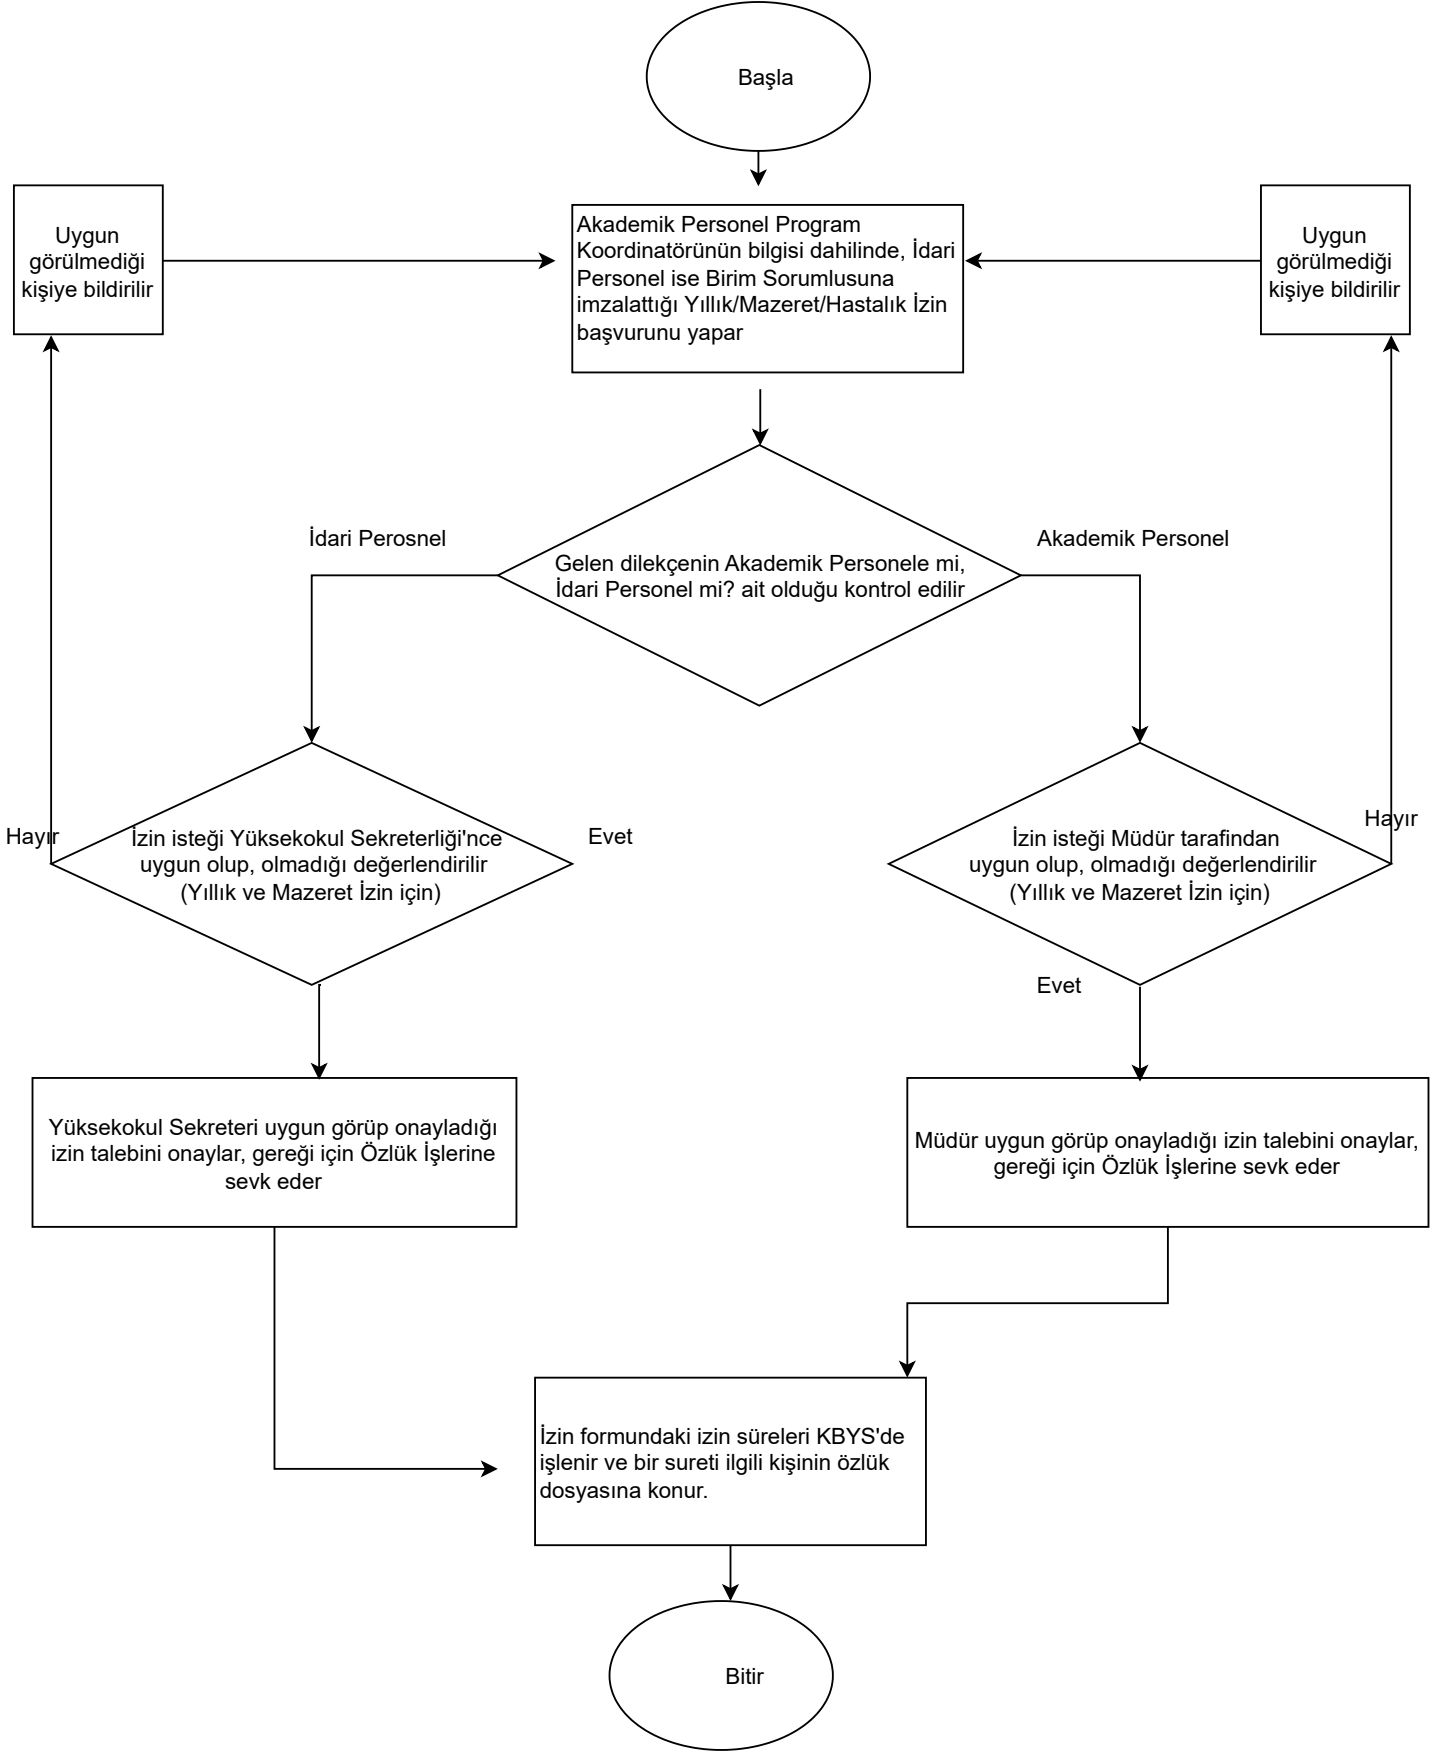 Başla
Uygun
görülmediği
kişiye bildirilir
Akademik Personel Program
Koordinatörünün bilgisi dahilinde, İdari
Personel ise Birim Sorumlusuna
imzalattığı Yıllık/Mazeret/Hastalık İzin
başvurunu yapar
Uygun
görülmediği
kişiye bildirilir
İdari Perosnel
Akademik Personel
Gelen dilekçenin Akademik Personele mi,
İdari Personel mi? ait olduğu kontrol edilir
Hayır
İzin isteği Yüksekokul Sekreterliği'nce
uygun olup, olmadığı değerlendirilir
(Yıllık ve Mazeret İzin için)
Evet
İzin isteği Müdür tarafindan
uygun olup, olmadığı değerlendirilir
(Yıllık ve Mazeret İzin için)
Hayır
Evet
Yüksekokul Sekreteri uygun görüp onayladığı
izin talebini onaylar, gereği için Özlük İşlerine
sevk eder
Müdür uygun görüp onayladığı izin talebini onaylar,
gereği için Özlük İşlerine sevk eder
İzin formundaki izin süreleri KBYS'de
işlenir ve bir sureti ilgili kişinin özlük
dosyasına konur.
Bitir